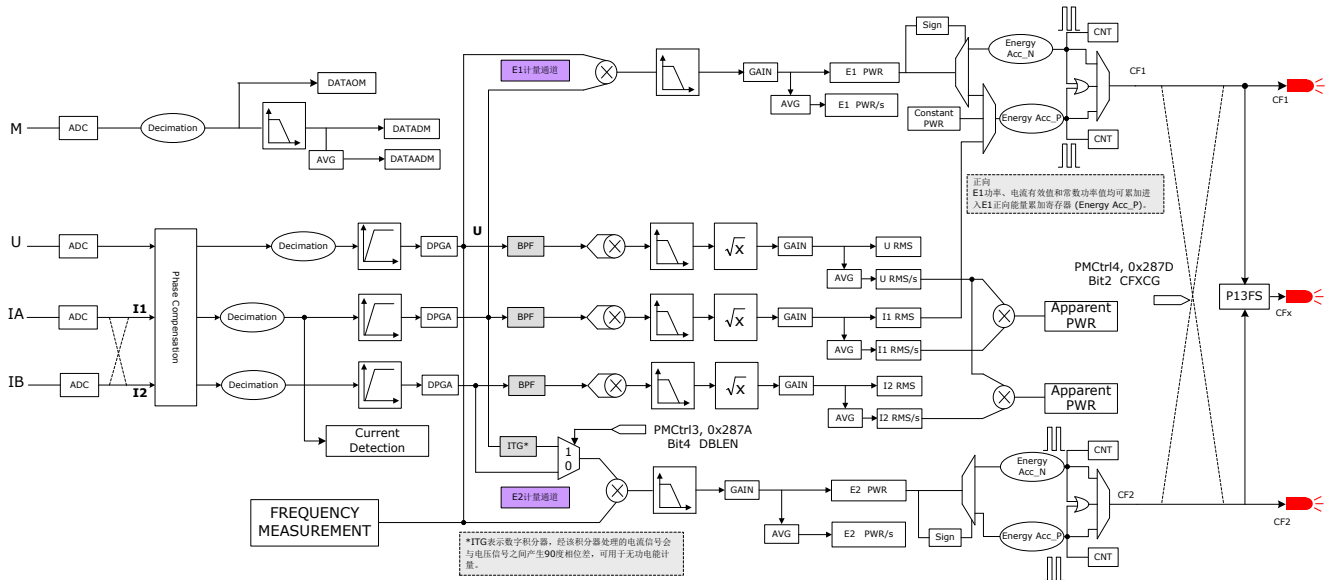 Sign
Energy
Acc_N
CNT
E1计量通道
GAIN
E1 PWR
CF1
CF1
DATAOM
AVG
E1 PWR/s
Constant
PWR
Energy Acc_P
M
ADC
Decimation
DATADM
CNT
AVG
DATAADM
正向
E1功率、电流有效值和常数功率值均可累加进
入E1正向能量累加寄存器 (Energy Acc_P)。
U
ADC
Phase Compensation
Decimation
DPGA
U
BPF
√x
GAIN
U RMS
AVG
U RMS/s
PMCtrl4, 0x287D
Bit2 CFXCG
P13FS
CFx
IA
ADC
I1
Decimation
DPGA
BPF
√x
GAIN
I1 RMS
AVG
I1 RMS/s
Apparent
PWR
IB
ADC
I2
Decimation
DPGA
BPF
√x
GAIN
I2 RMS
AVG
I2 RMS/s
Apparent
PWR
Current
Detection
ITG*
1
0
PMCtrl3, 0x287A
Bit4 DBLEN
E2计量通道
GAIN
E2 PWR
Energy
Acc_N
CNT
CF2
CF2
FREQUENCY
MEASUREMENT
AVG
E2 PWR/s
Sign
Energy Acc_P
CNT
*ITG表示数字积分器，经该积分器处理的电流信号会
与电压信号之间产生90度相位差，可用于无功电能计
量。